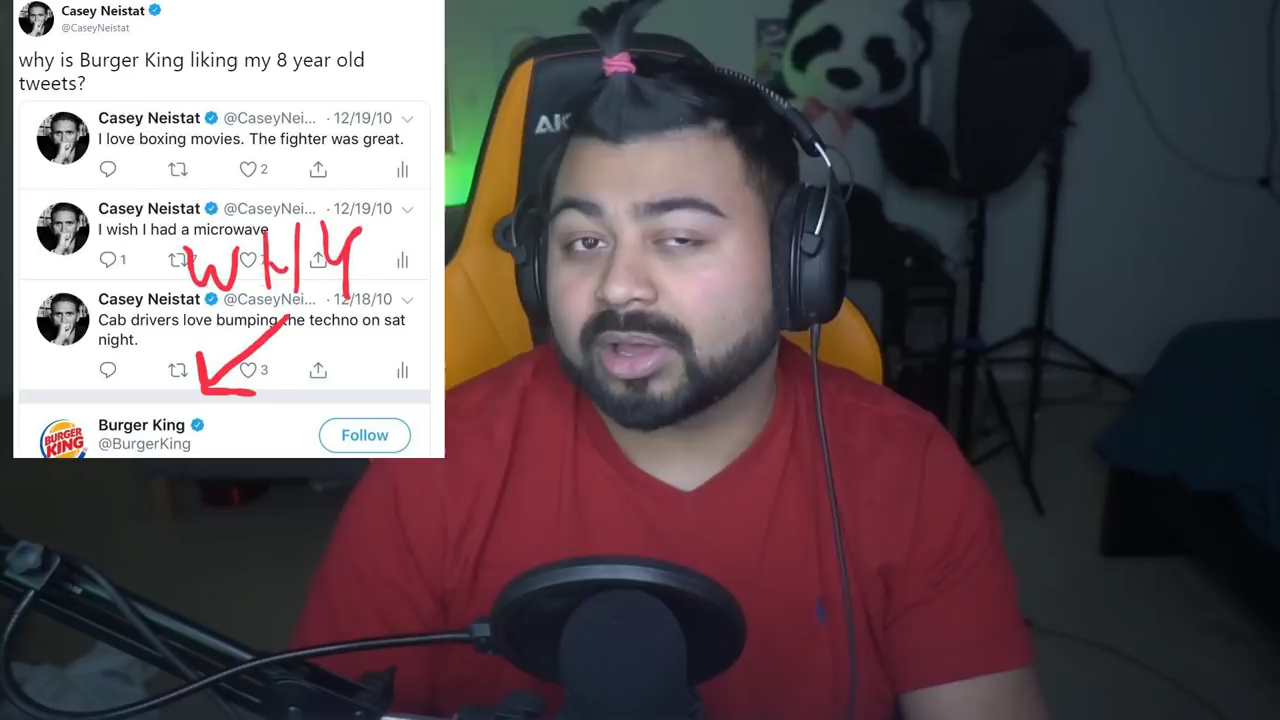 Casey Neistat
@CaseyNeistat
why is Burger King liking my 8 year old
tweets?
Casey Neistat @CaseyNei... · 12/19/10
I love boxing movies. The fighter was great.
2
Casey Neistat @CaseyNei... · 12/19/10
I wish I had a microwave
1
WHY
Casey Neistat @CaseyNei... · 12/18/10
Cab drivers love bumping the techno on sat
night.
3
BURGER
KING
Burger King
@BurgerKing
Follow
AK